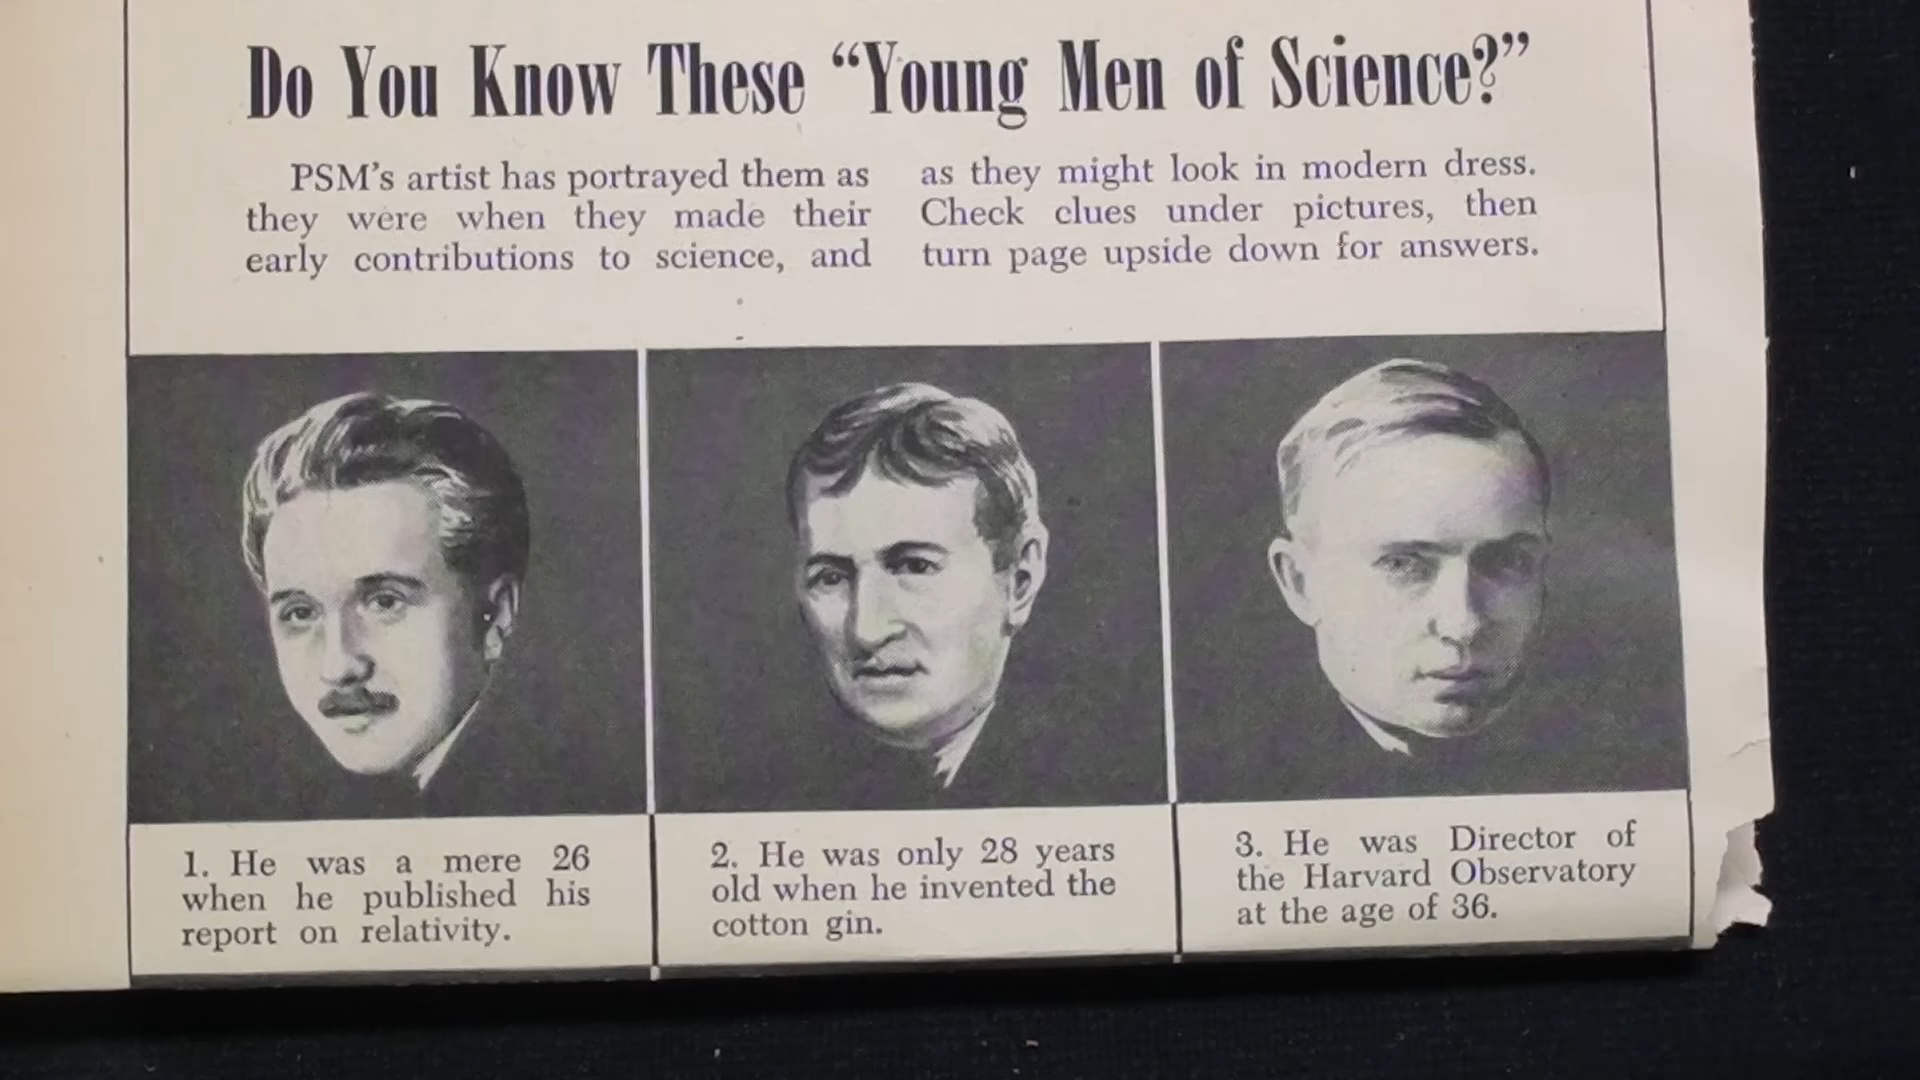 Do You Know These “Young Men of Science?”
PSM’s artist has portrayed them as
they were when they made their
early contributions to science, and
as they might look in modern dress.
Check clues under pictures, then
turn page upside down for answers.
1. He was a mere 26
when he published his
report on relativity.
2. He was only 28 years
old when he invented the
cotton gin.
3. He was Director of
the Harvard Observatory
at the age of 36.